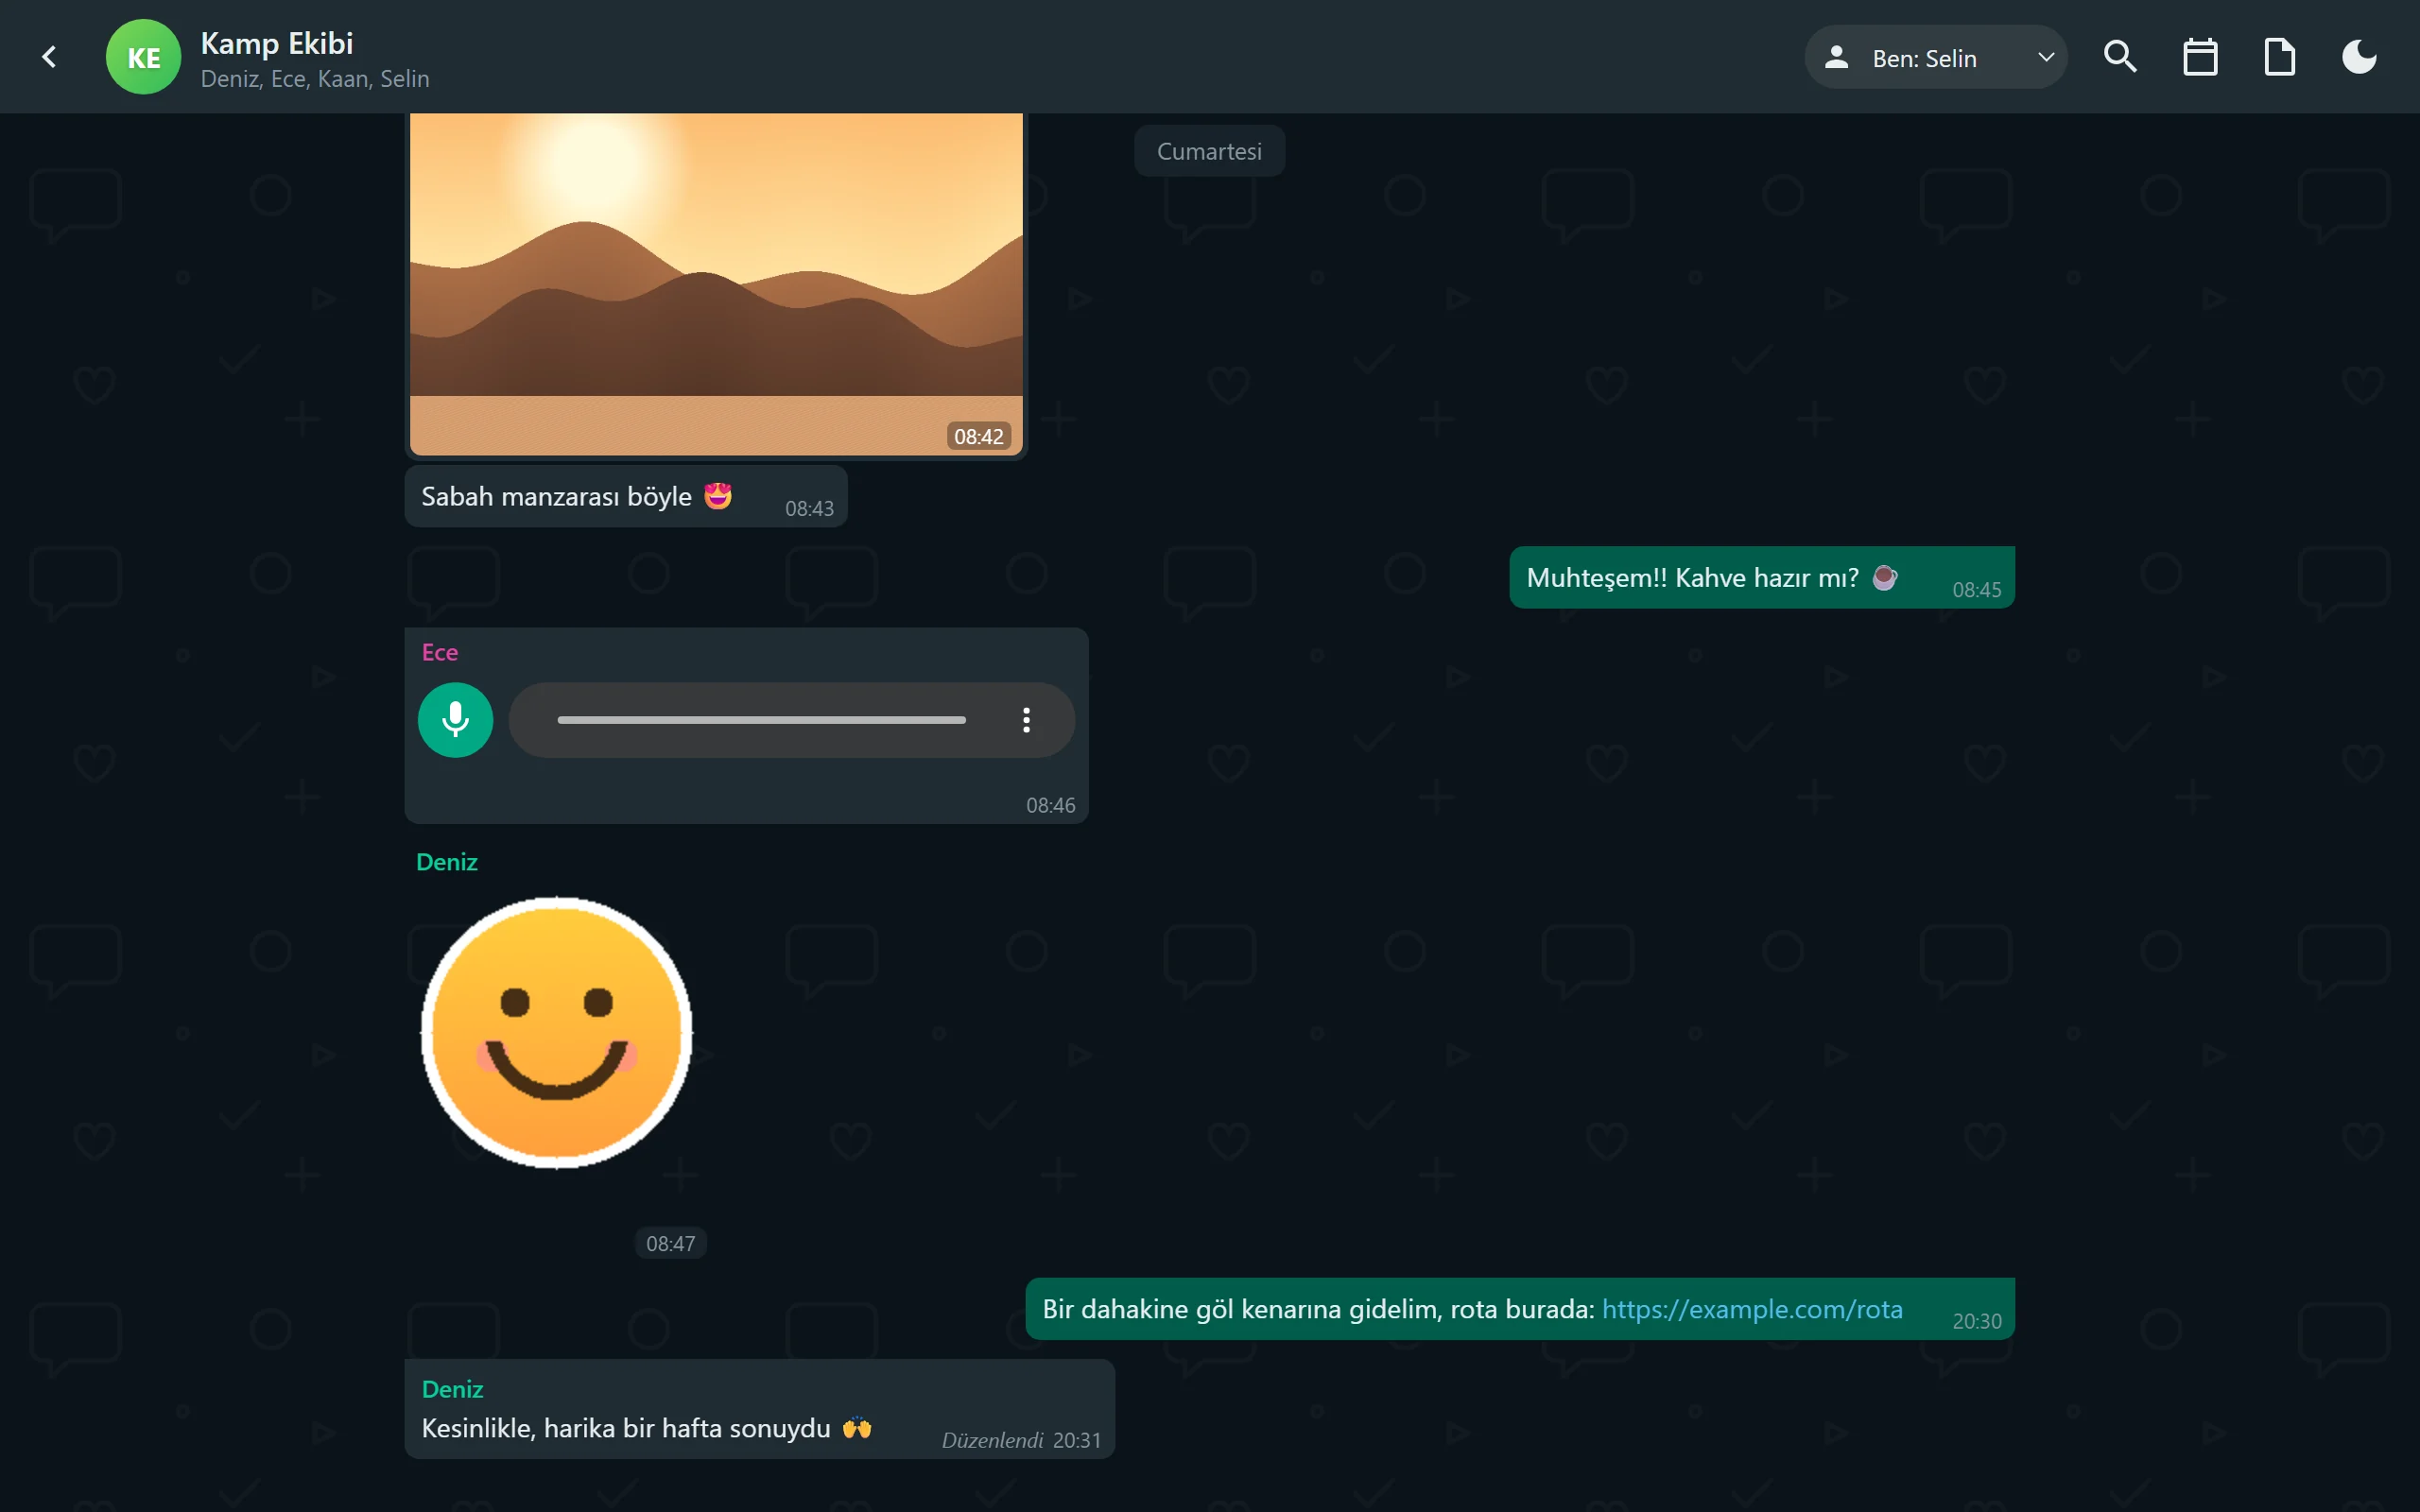 KE
Kamp Ekibi
Deniz, Ece, Kaan, Selin
Ben: Selin
Cumartesi
08:42
Sabah manzarası böyle 😍 08:43
Muhteşem!! Kahve hazır mı? ☕ 08:45
Ece
08:46
Deniz
08:47
Bir dahakine göl kenarına gidelim, rota burada: https://example.com/rota 20:30
Deniz
Kesinlikle, harika bir hafta sonuydu 🙌 Düzenlendi 20:31